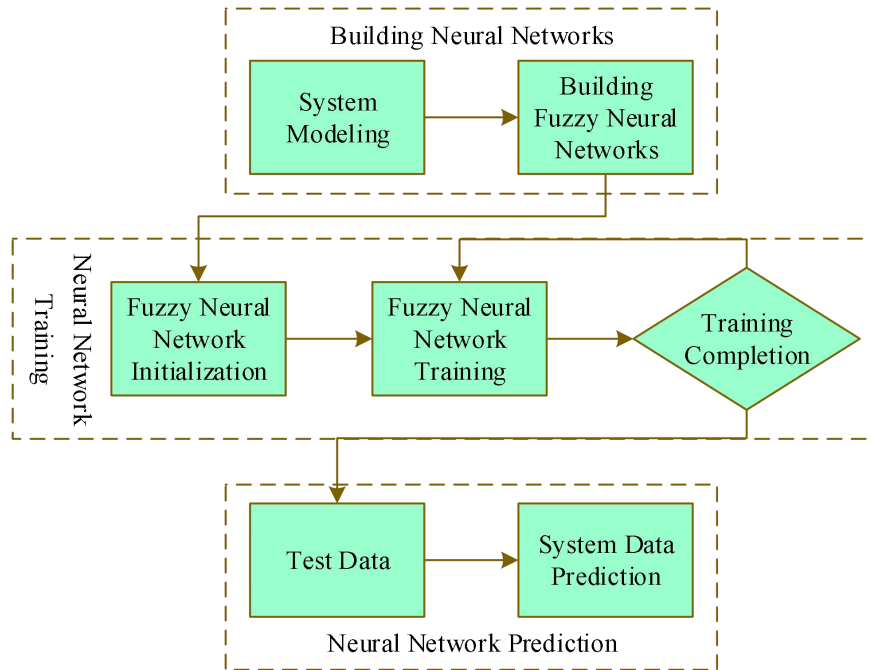 Building Neural Networks
System
Modeling
Building
Fuzzy Neural
Networks
Neural Network
Training
Fuzzy Neural
Network
Initialization
Fuzzy Neural
Network
Training
Training
Completion
Test Data
System Data
Prediction
Neural Network Prediction